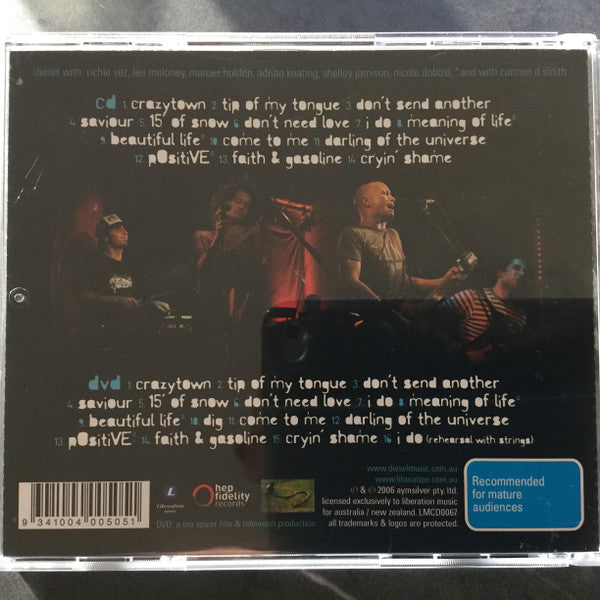 diesel with: richie vez, lee moloney, marcus holden, adrian keating, shelley jamison, nicole dobosi, *and with carmen d smith
cd 1. crazytown 2. tip of my tongue 3. don't send another
4. saviour 5. 15' of snow 6. don't need love 7. i do 8. meaning of life*
9. beautiful life* 10. come to me 11. darling of the universe
12. pOsitiVE* 13. faith & gasoline 14. cryin' shame
dvd 1. crazytown 2. tip of my tongue 3. don't send another
4. saviour 5. 15' of snow 6. don't need love 7. i do 8. meaning of life*
9. beautiful life* 10. dig 11. come to me 12. darling of the universe
13. pOsitiVE* 14. faith & gasoline 15. cryin' shame 16. i do (rehearsal with strings)
www.dieselmusic.com.au
www.liberation.com.au
℗ & © 2006 aymsilver pty. ltd.
licensed exclusively to liberation music
for australia / new zealand. LMCD0067.
all trademarks & logos are protected.
Recommended
for mature
audiences
9 341004 005051
L
Liberation
music
hep
fidelity
records
DVD: a tim spicer film & television production